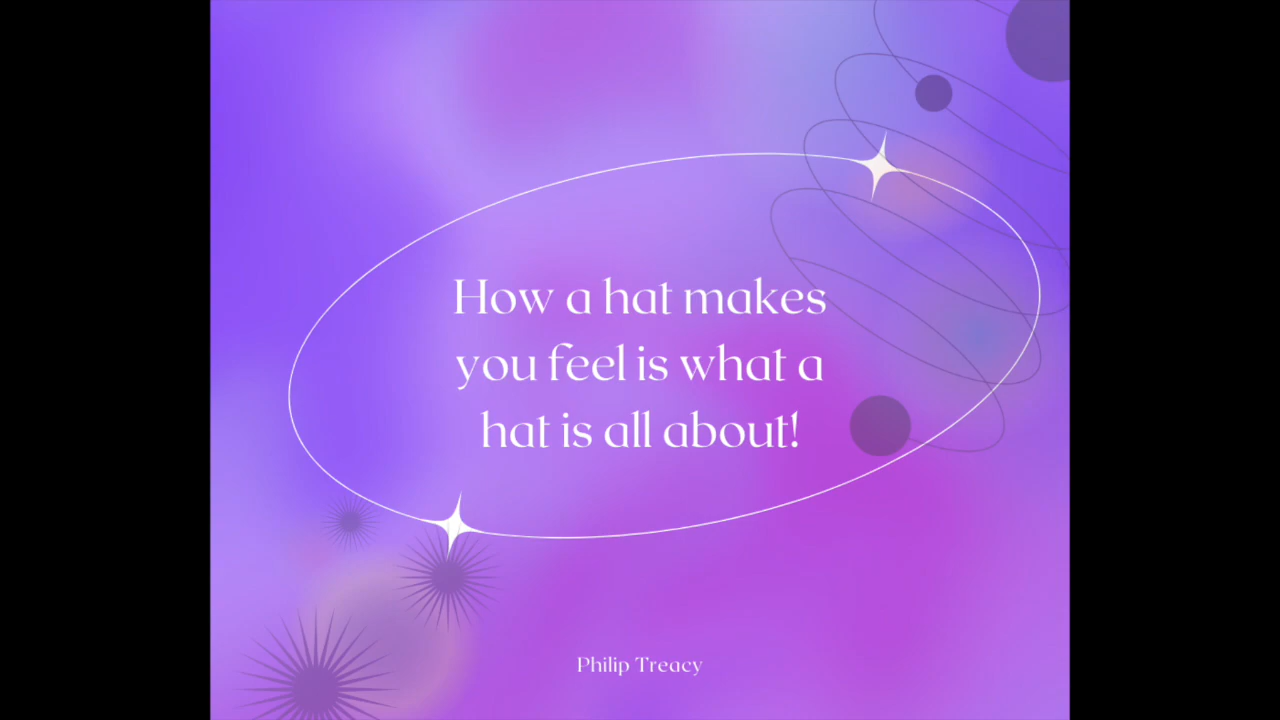 How a hat makes
you feel is what a
hat is all about!
Philip Treacy